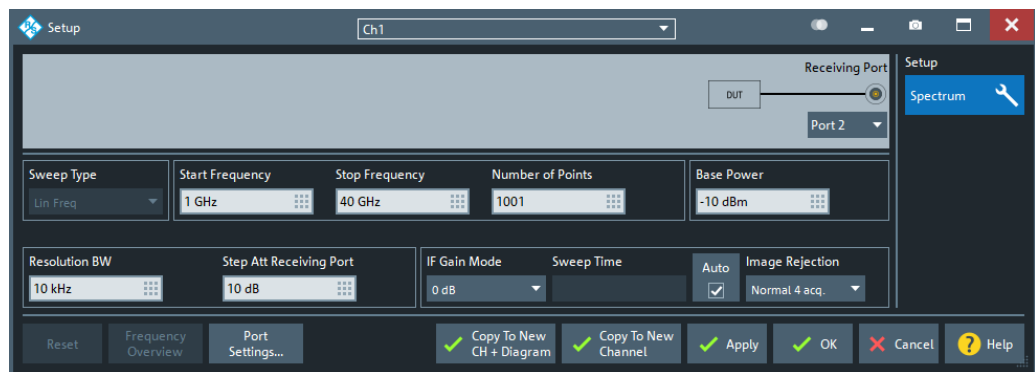 Setup
Ch1
Receiving Port
DUT
Port 2
Setup
Spectrum
Sweep Type
Lin Freq
Start Frequency
1 GHz
Stop Frequency
40 GHz
Number of Points
1001
Base Power
-10 dBm
Resolution BW
10 kHz
Step Att Receiving Port
10 dB
IF Gain Mode
0 dB
Sweep Time
Auto
Image Rejection
Normal 4 acq.
Reset
Frequency
Overview
Port
Settings...
Copy To New
CH + Diagram
Copy To New
Channel
Apply
OK
Cancel
? Help